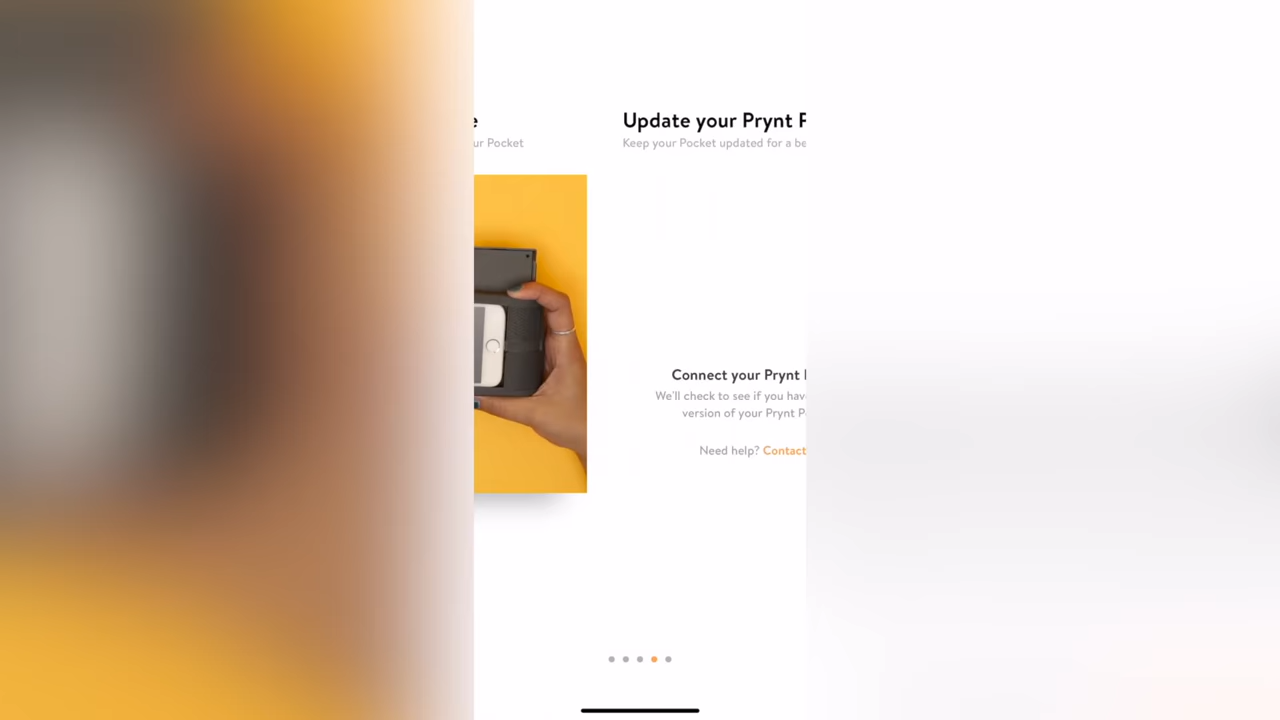 e
ur Pocket
Update your Prynt P
Keep your Pocket updated for a be
Connect your Prynt
We'll check to see if you hav
version of your Prynt P
Need help? Contact